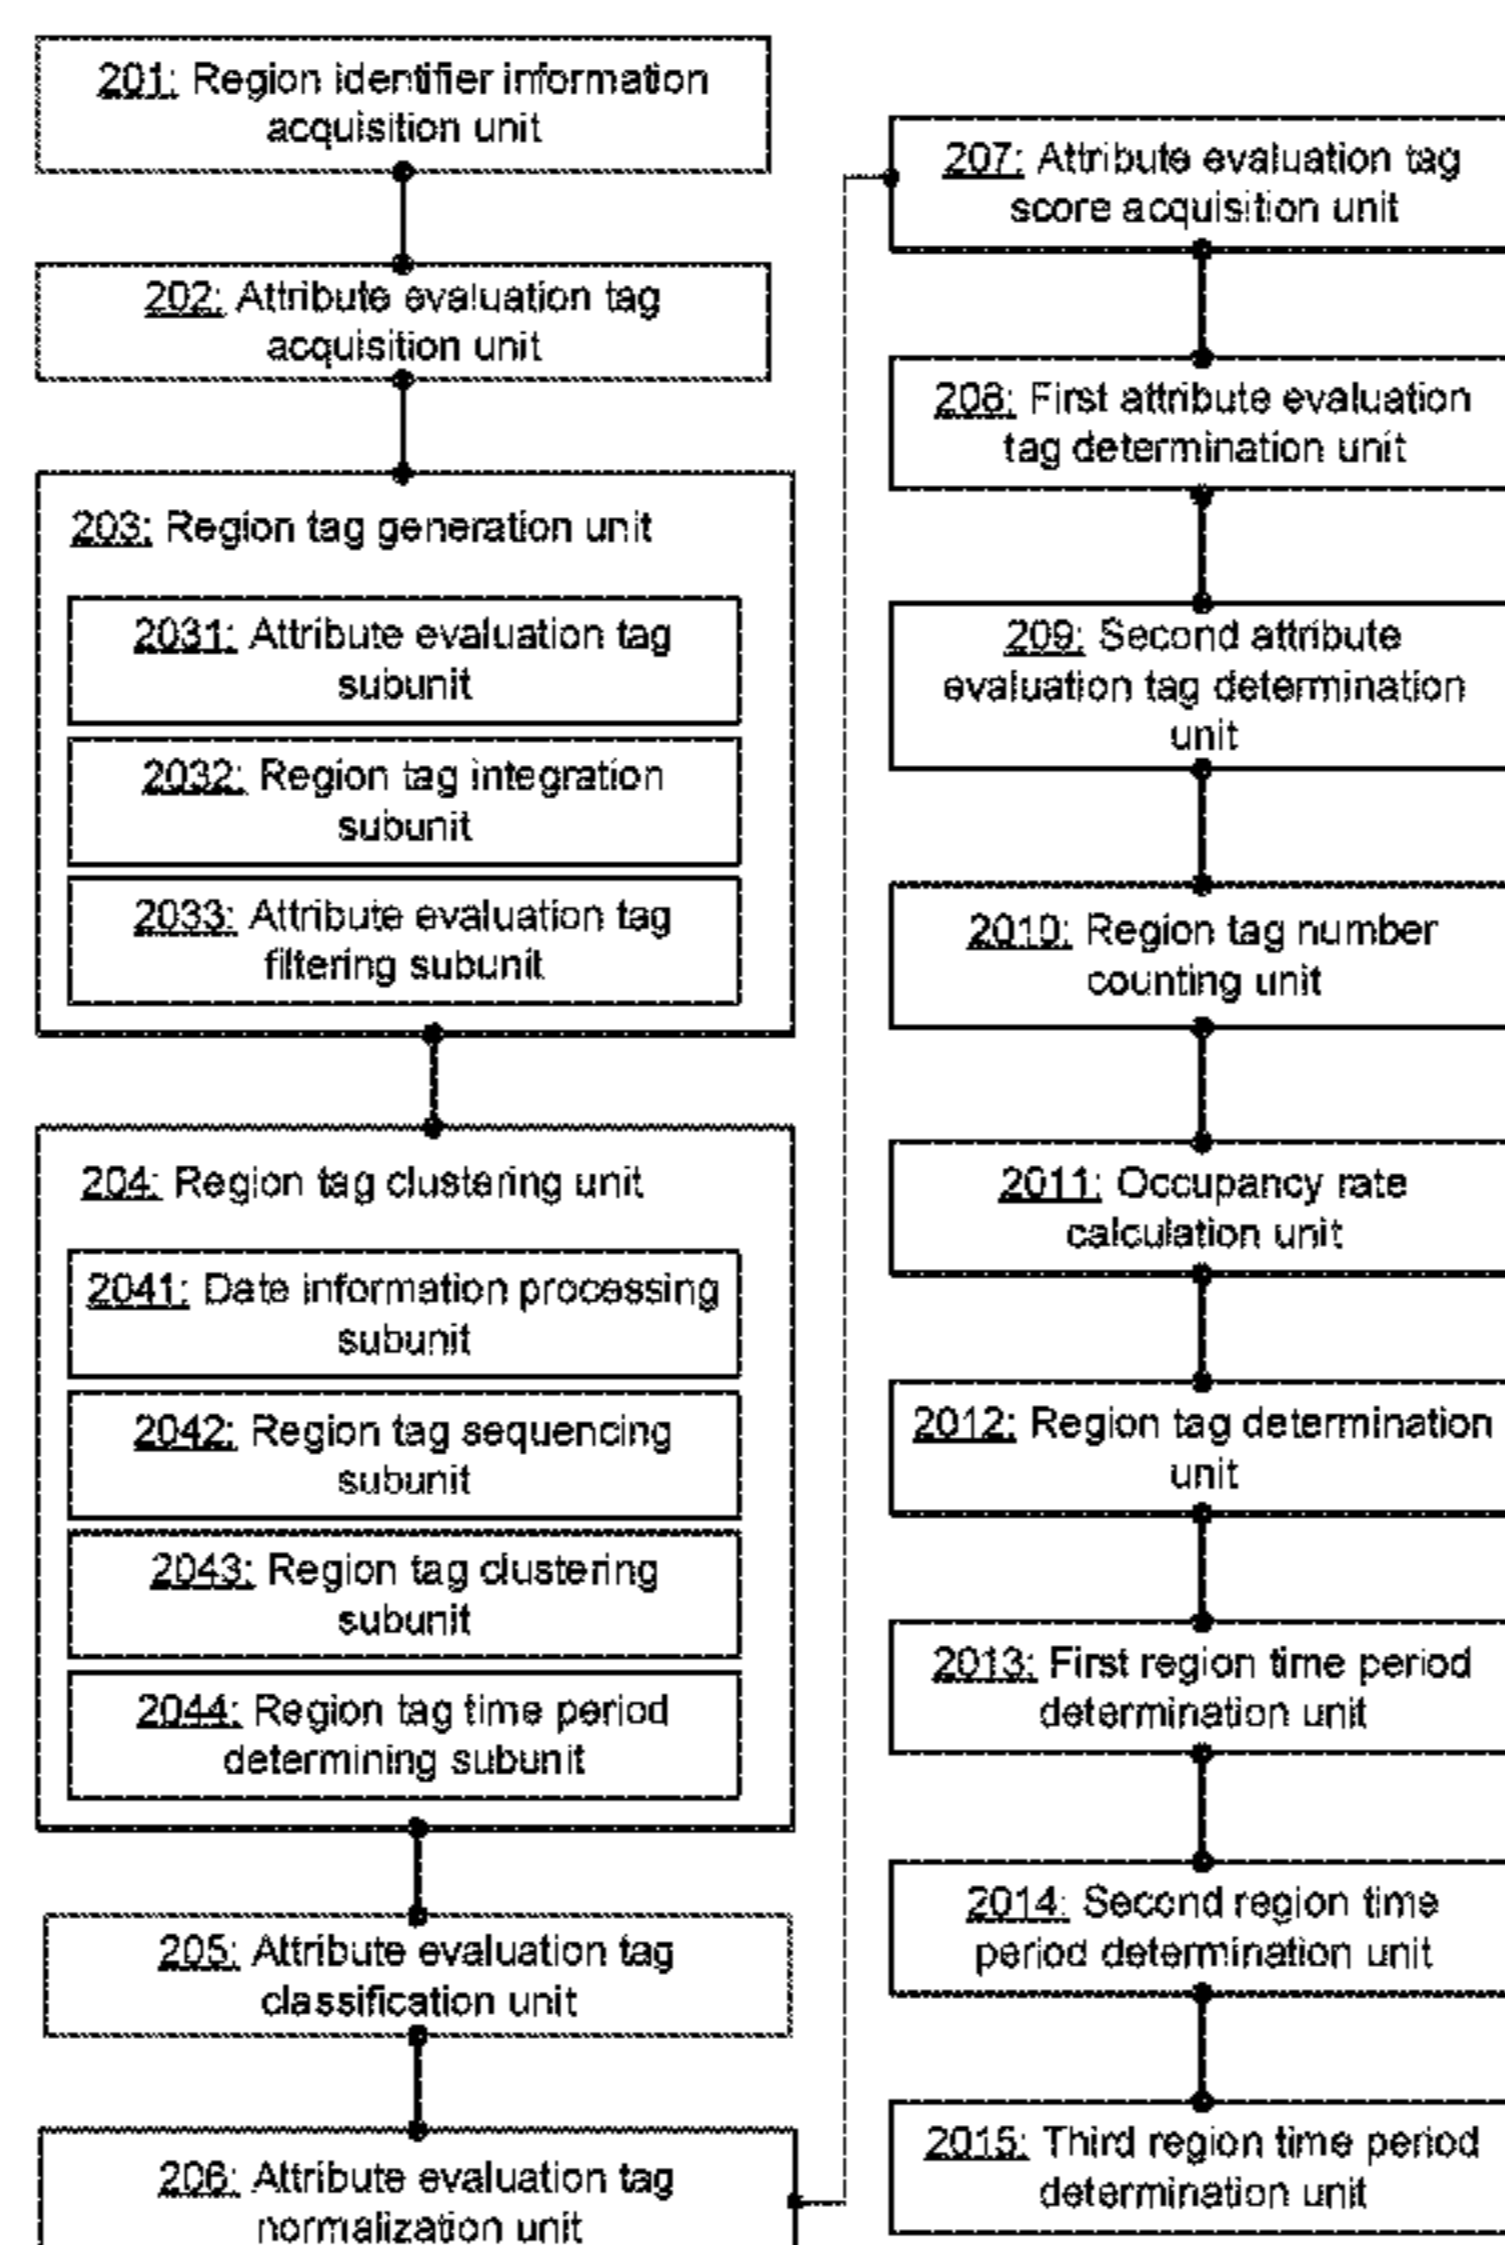 201: Region identifier information
acquisition unit
202: Attribute evaluation tag
acquisition unit
203: Region tag generation unit
2031: Attribute evaluation tag
subunit
2032: Region tag integration
subunit
2033: Attribute evaluation tag
filtering subunit
204: Region tag clustering unit
2041: Date information processing
subunit
2042: Region tag sequencing
subunit
2043: Region tag clustering
subunit
2044: Region tag time period
determining subunit
205: Attribute evaluation tag
classification unit
206: Attribute evaluation tag
normalization unit
207: Attribute evaluation tag
score acquisition unit
208: First attribute evaluation
tag determination unit
209: Second attribute
evaluation tag determination
unit
2010: Region tag number
counting unit
2011: Occupancy rate
calculation unit
2012: Region tag determination
unit
2013: First region time period
determination unit
2014: Second region time
period determination unit
2015: Third region time period
determination unit